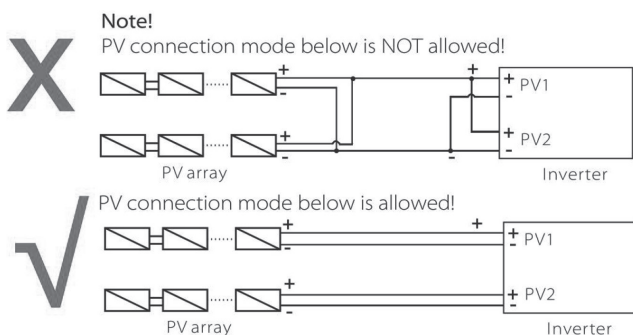 Note!
PV connection mode below is NOT allowed!
X
+
-
+
-
+
-
+ PV1
-
+ PV2
-
PV array
Inverter
PV connection mode below is allowed!
√
+
-
+
-
+
+ PV1
-
+ PV2
-
PV array
Inverter